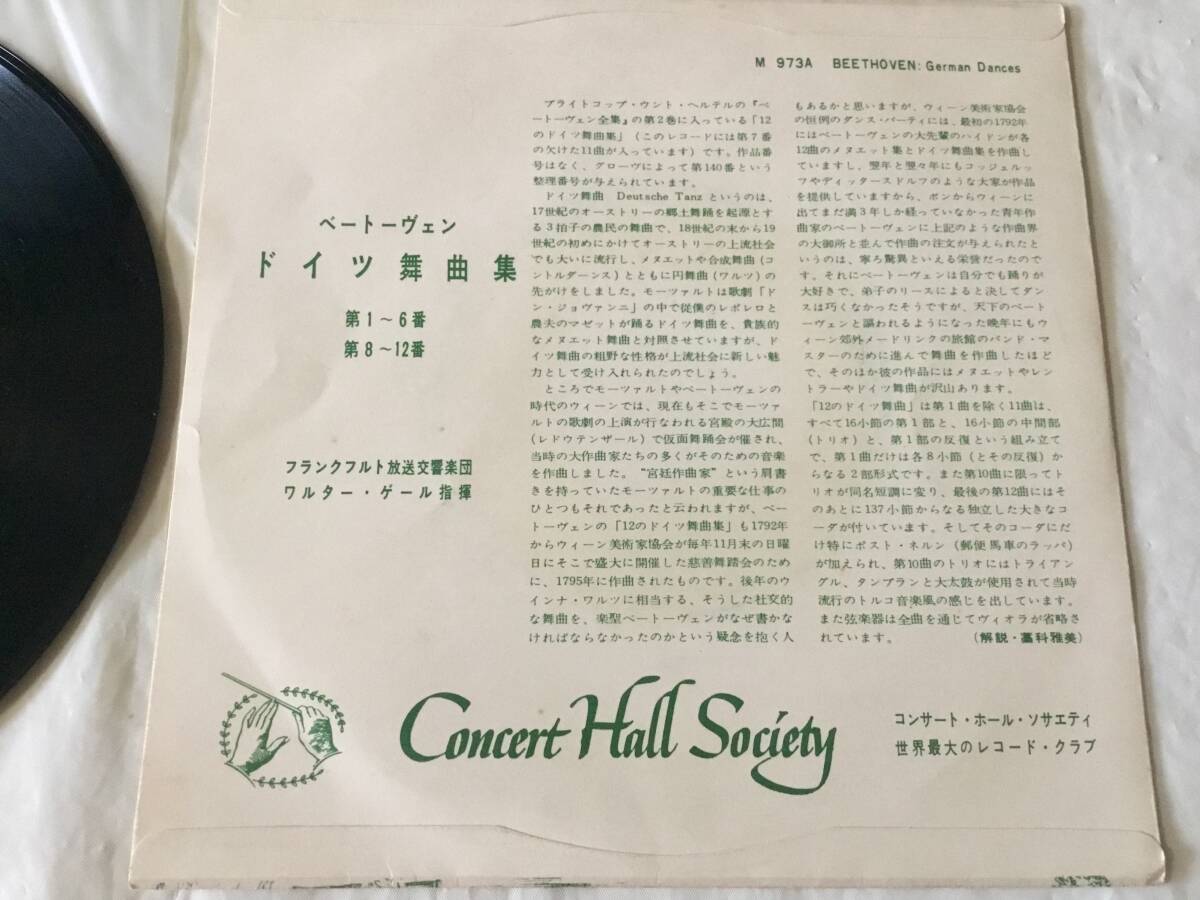 M 973A BEETHOVEN: German Dances
ベートーヴェン
ドイツ舞曲集
第1～6番
第8～12番
フランクフルト放送交響楽団
ワルター・ゲール指揮
ブライトコップ・ウント・ヘルテルの『ベ
ートーヴェン全集』の第2巻に入っている「12
のドイツ舞曲集」(このレコードには第7番
の欠けた11曲が入っています)です。作品番
号はなく、グローヴによって第140番という
整理番号が与えられています。
ドイツ舞曲 Deutsche Tanz というのは、
17世紀のオーストリーの郷土舞踊を起源とす
る3拍子の農民の舞曲で、18世紀の末から19
世紀の初めにかけてオーストリーの上流社会
でも大いに流行し、メヌエットや合成舞曲(コ
ントルダーンス)とともに円舞曲(ワルツ)の
先がけをしました。モーツァルトは歌劇「ド
ン・ジョヴァンニ」の中で従僕のレポレロと
農夫のマゼットが踊るドイツ舞曲を、貴族的
なメヌエット舞曲と対照させていますが、ド
イツ舞曲の粗野な性格が上流社会に新しい魅
力として受け入れられたのでしょう。
ところでモーツァルトやベートーヴェンの
時代のウィーンでは、現在もそこでモーツァ
ルトの歌劇の上演が行なわれる宮殿の大広間
(レドウテンザール)で仮面舞踊会が催され、
当時の大作曲家たちの多くがそのための音楽
を作曲しました。"宮廷作曲家"という肩書
きを持っていたモーツァルトの重要な仕事の
ひとつもそれであったと云われますが、ベー
トーヴェンの「12のドイツ舞曲集」も1792年
からウィーン美術家協会が毎年11月末の日曜
日にそこで盛大に開催した慈善舞踏会のため
に、1795年に作曲されたものです。後年のウ
インナ・ワルツに相当する、そうした社交的
な舞曲を、楽聖ベートーヴェンがなぜ書かな
ければならなかったのかという疑念を抱く人
もあるかと思いますが、ウィーン美術家協会
の恒例のダンス・パーティには、最初の1792年
にはベートーヴェンの大先輩のハイドンが各
12曲のメヌエット集とドイツ舞曲集を作曲し
ていますし、翌年と翌々年にもコッジェルッ
フやディッタースドルフのような大家が作品
を提供していますから、ボンからウィーンに
出てまだ満3年しか経っていなかった青年作
曲家のベートーヴェンに上記のような作曲界
の大御所と並んで作曲の注文が与えられたと
いうのは、寧ろ驚異といえる栄誉だったので
す。それにベートーヴェンは自分でも踊りが
大好きで、弟子のリースによると決してダン
スは巧くなかったそうですが、天下のベート
ーヴェンと謳われるようになった晩年にもウ
ィーン郊外メードリンクの旅館のバンド・マ
スターのために進んで舞曲を作曲したほど
で、そのほか彼の作品にはメヌエットやレン
トラーやドイツ舞曲が沢山あります。
「12のドイツ舞曲」は第1曲を除く11曲は、
すべて16小節の第1部と、16小節の中間部
(トリオ)と、第1部の反復という組み立て
で、第1曲だけは各8小節(とその反復)か
らなる2部形式です。また第10曲に限ってト
リオが同名短調に変り、最後の第12曲にはそ
のあとに137小節からなる独立した大きなコ
ーダが付いています。そしてそのコーダにだ
け特にポスト・ネルン(郵便馬車のラッパ)
が加えられ、第10曲のトリオにはトライアン
グル、タンブランと大太鼓が使用されて当時
流行のトルコ音楽風の感じを出しています。
また弦楽器は全曲を通じてヴィオラが省略さ
れています。 (解説・藁科雅美)
Concert Hall Society
コンサート・ホール・ソサエティ
世界最大のレコード・クラブ